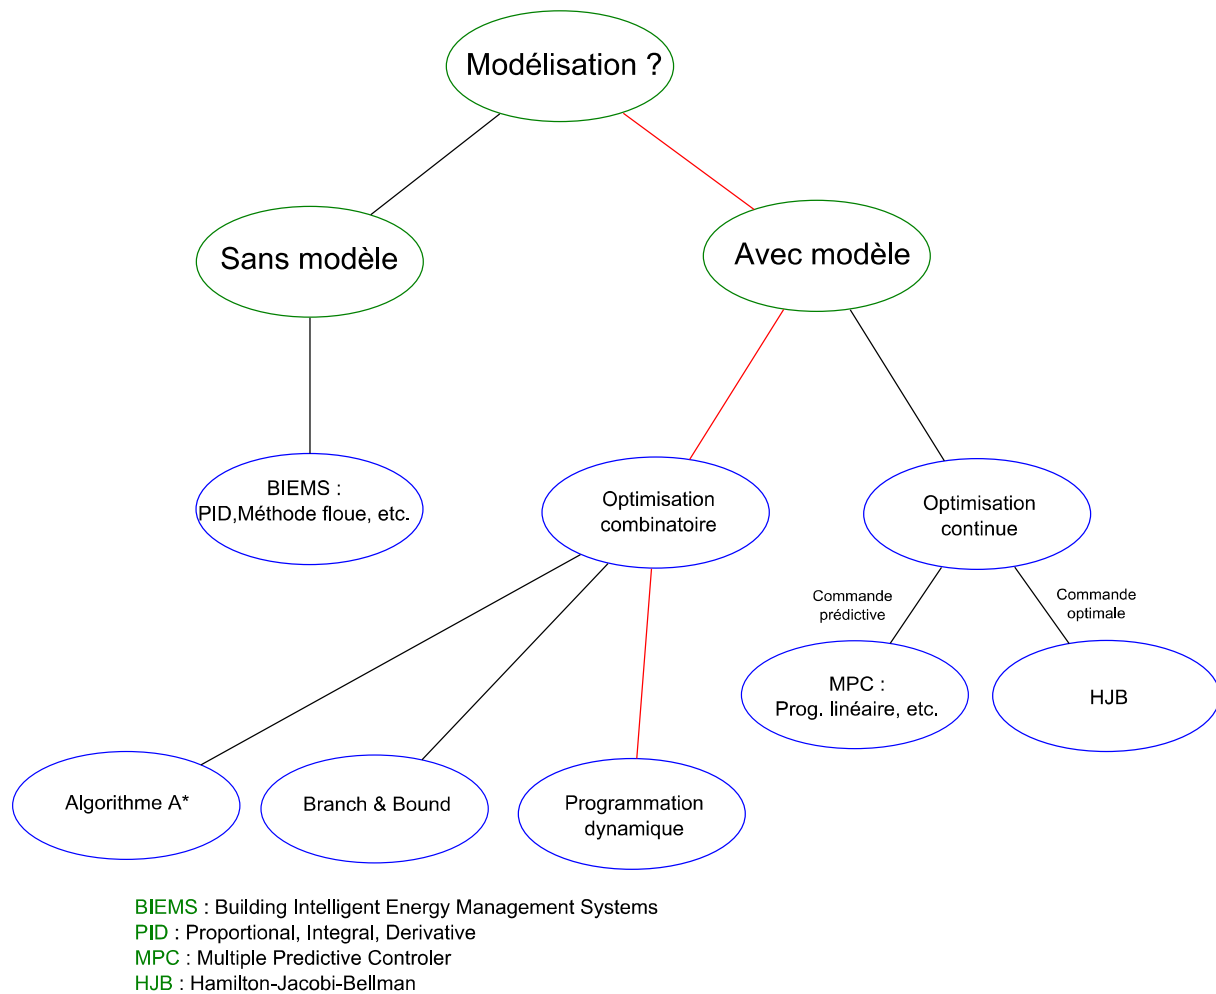 Modélisation ?
Sans modèle
Avec modèle
BIEMS :
PID,Méthode floue, etc.
Optimisation
combinatoire
Optimisation
continue
Commande
prédictive
Commande
optimale
MPC :
Prog. linéaire, etc.
HJB
Algorithme A*
Branch & Bound
Programmation
dynamique
BIEMS : Building Intelligent Energy Management Systems
PID : Proportional, Integral, Derivative
MPC : Multiple Predictive Controler
HJB : Hamilton-Jacobi-Bellman